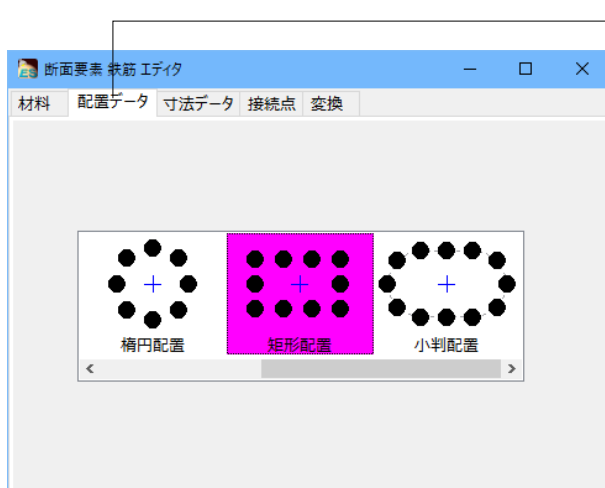 断面要素 鉄筋 エディタ
材料 配置データ 寸法データ 接続点 変換
楕円配置 矩形配置 小判配置